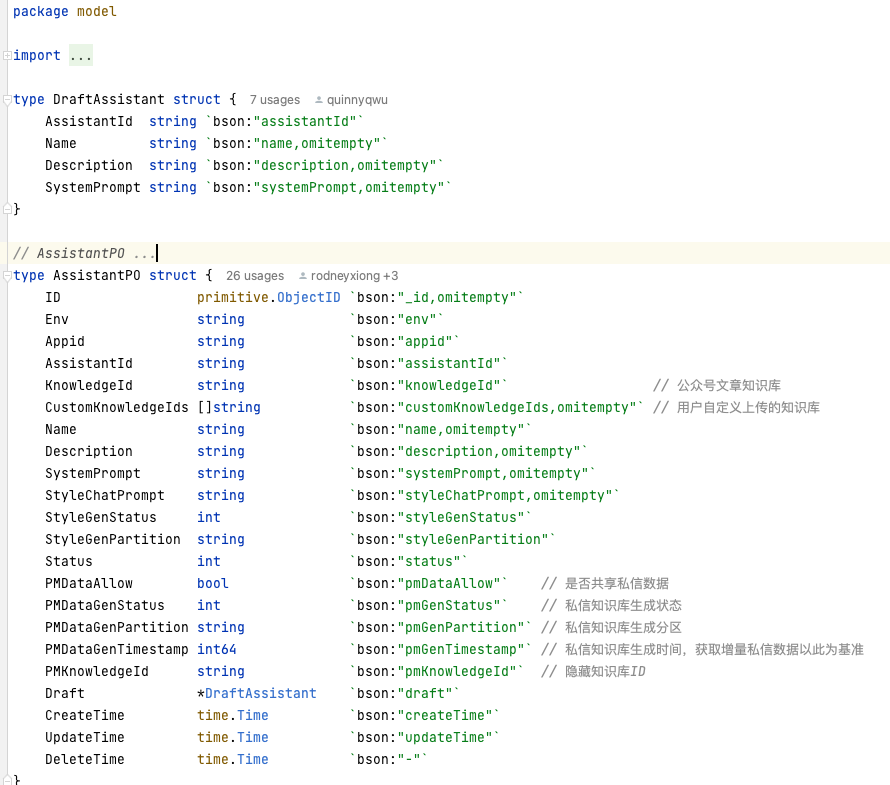 package model
import ...
type DraftAssistant struct { 7 usages quinnyqwu
AssistantId string `bson:"assistantId"`
Name string `bson:"name,omitempty"`
Description string `bson:"description,omitempty"`
SystemPrompt string `bson:"systemPrompt,omitempty"`
}
// AssistantPO ...
type AssistantPO struct { 26 usages rodneyxiong +3
ID primitive.ObjectID `bson:"_id,omitempty"`
Env string `bson:"env"`
Appid string `bson:"appid"`
AssistantId string `bson:"assistantId"`
KnowledgeId string `bson:"knowledgeId"` // 公众号文章知识库
CustomKnowledgeIds []string `bson:"customKnowledgeIds,omitempty"` // 用户自定义上传的知识库
Name string `bson:"name,omitempty"`
Description string `bson:"description,omitempty"`
SystemPrompt string `bson:"systemPrompt,omitempty"`
StyleChatPrompt string `bson:"styleChatPrompt,omitempty"`
StyleGenStatus int `bson:"styleGenStatus"`
StyleGenPartition string `bson:"styleGenPartition"`
Status int `bson:"status"`
PMDataAllow bool `bson:"pmDataAllow"` // 是否共享私信数据
PMDataGenStatus int `bson:"pmGenStatus"` // 私信知识库生成状态
PMDataGenPartition string `bson:"pmGenPartition"` // 私信知识库生成分区
PMDataGenTimestamp int64 `bson:"pmGenTimestamp"` // 私信知识库生成时间，获取增量私信数据以此为基准
PMKnowledgeId string `bson:"pmKnowledgeId"` // 隐藏知识库ID
Draft *DraftAssistant `bson:"draft"`
CreateTime time.Time `bson:"createTime"`
UpdateTime time.Time `bson:"updateTime"`
DeleteTime time.Time `bson:"-"`
}